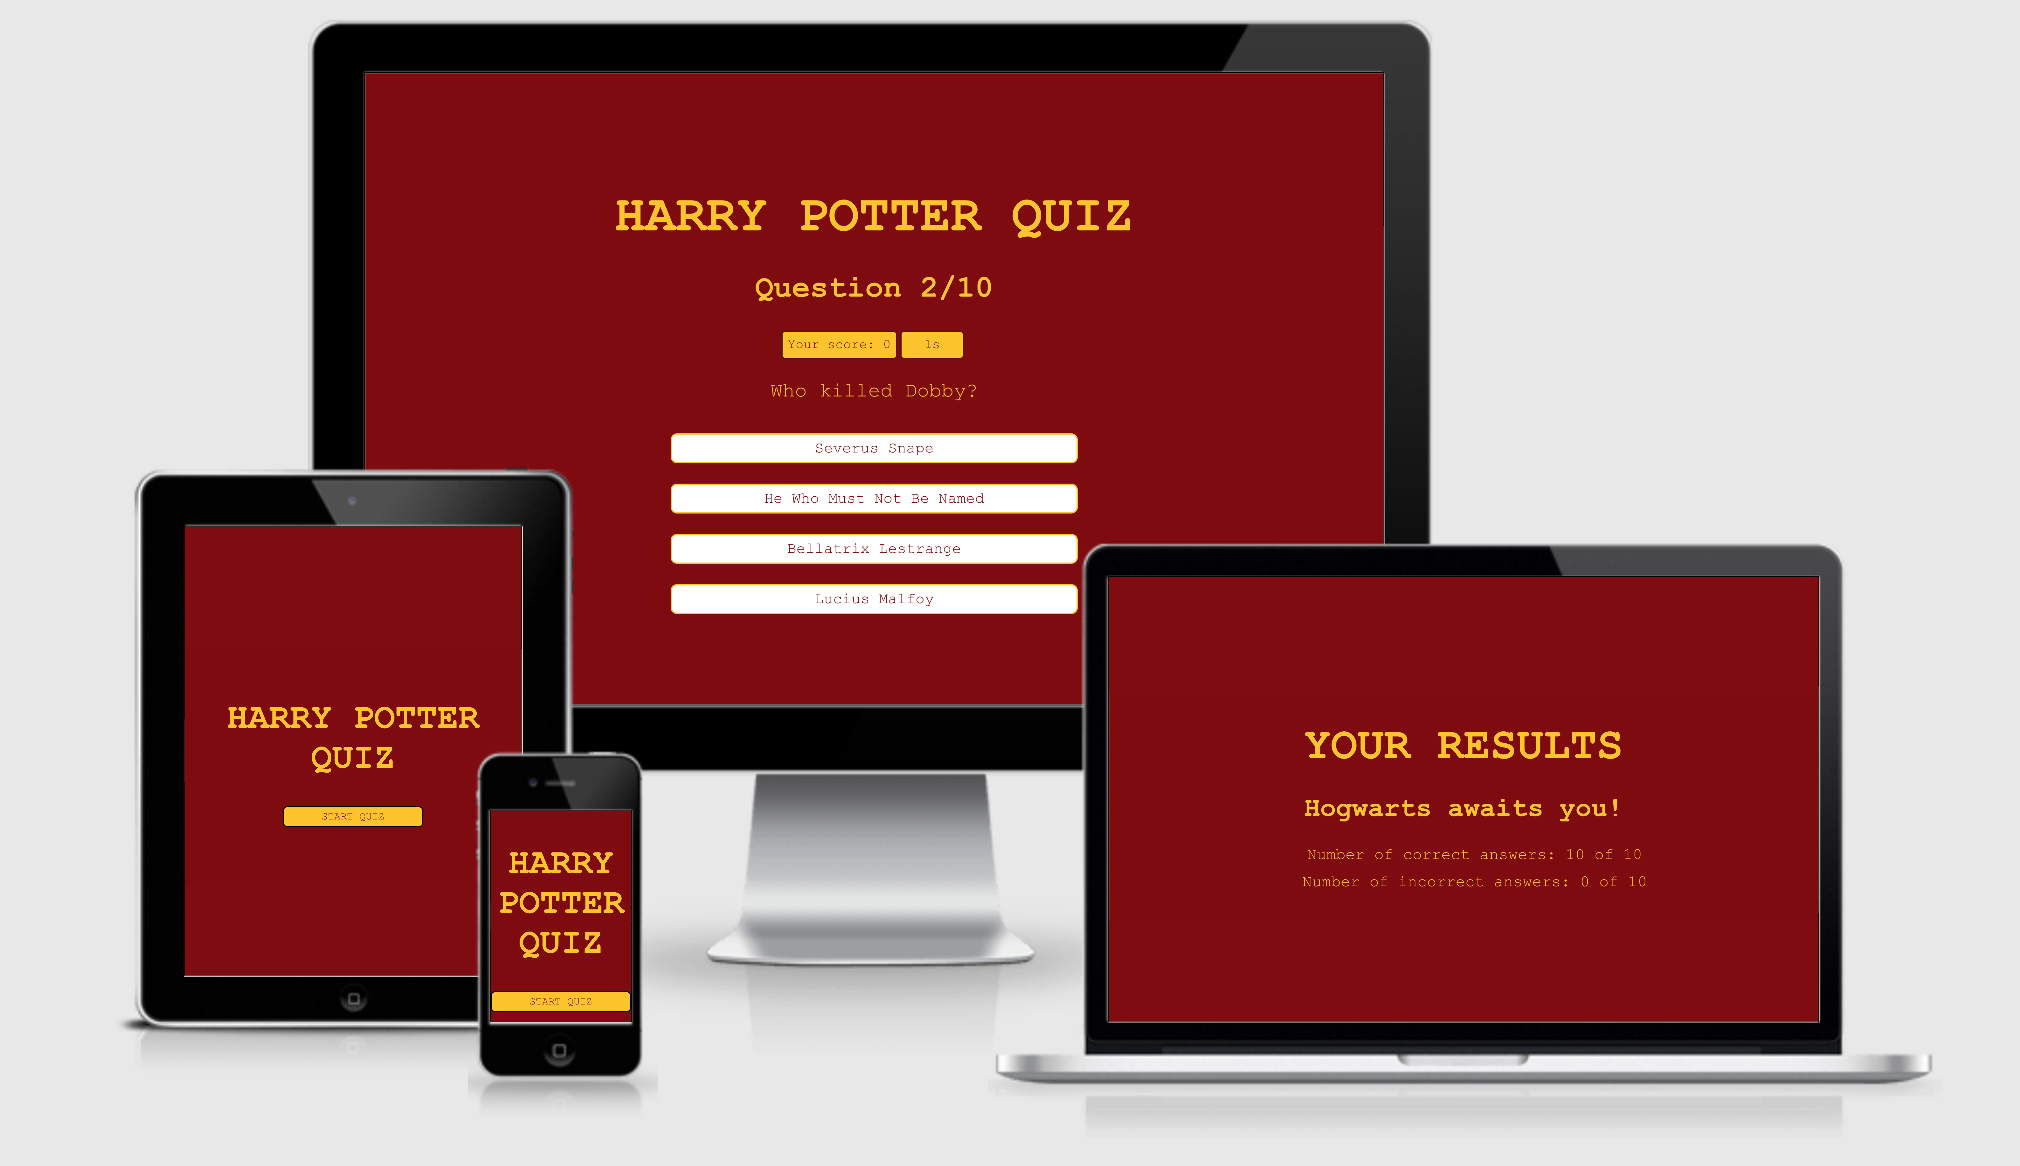 HARRY POTTER QUIZ
Question 2/10
Your score: 0 1s
Who killed Dobby?
Severus Snape
He Who Must Not Be Named
Bellatrix Lestrange
Lucius Malfoy
HARRY POTTER
QUIZ
START QUIZ
HARRY
POTTER
QUIZ
START QUIZ
YOUR RESULTS
Hogwarts awaits you!
Number of correct answers: 10 of 10
Number of incorrect answers: 0 of 10